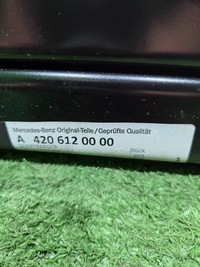 Mercedes-Benz Original-Teile/Geprüfte Qualität
A 420 612 00 00
Stück